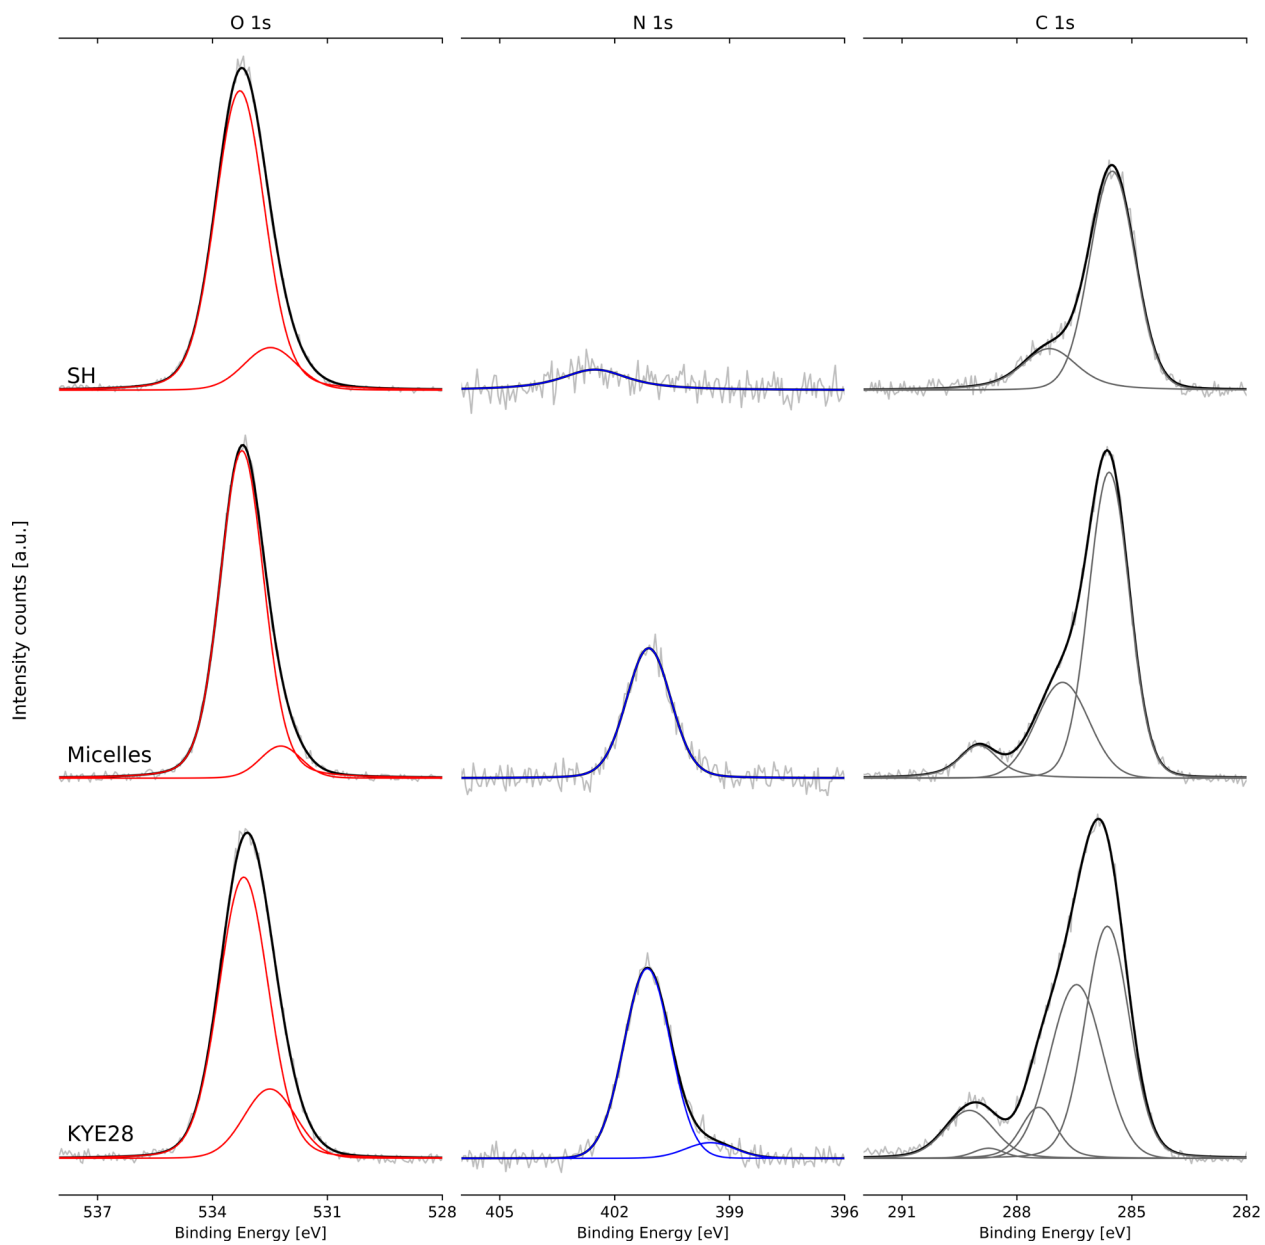 O 1s N 1s C 1s
SH
Micelles
KYE28
Intensity counts [a.u.]
537 534 531 528 405 402 399 396 291 288 285 282
Binding Energy [eV] Binding Energy [eV] Binding Energy [eV]